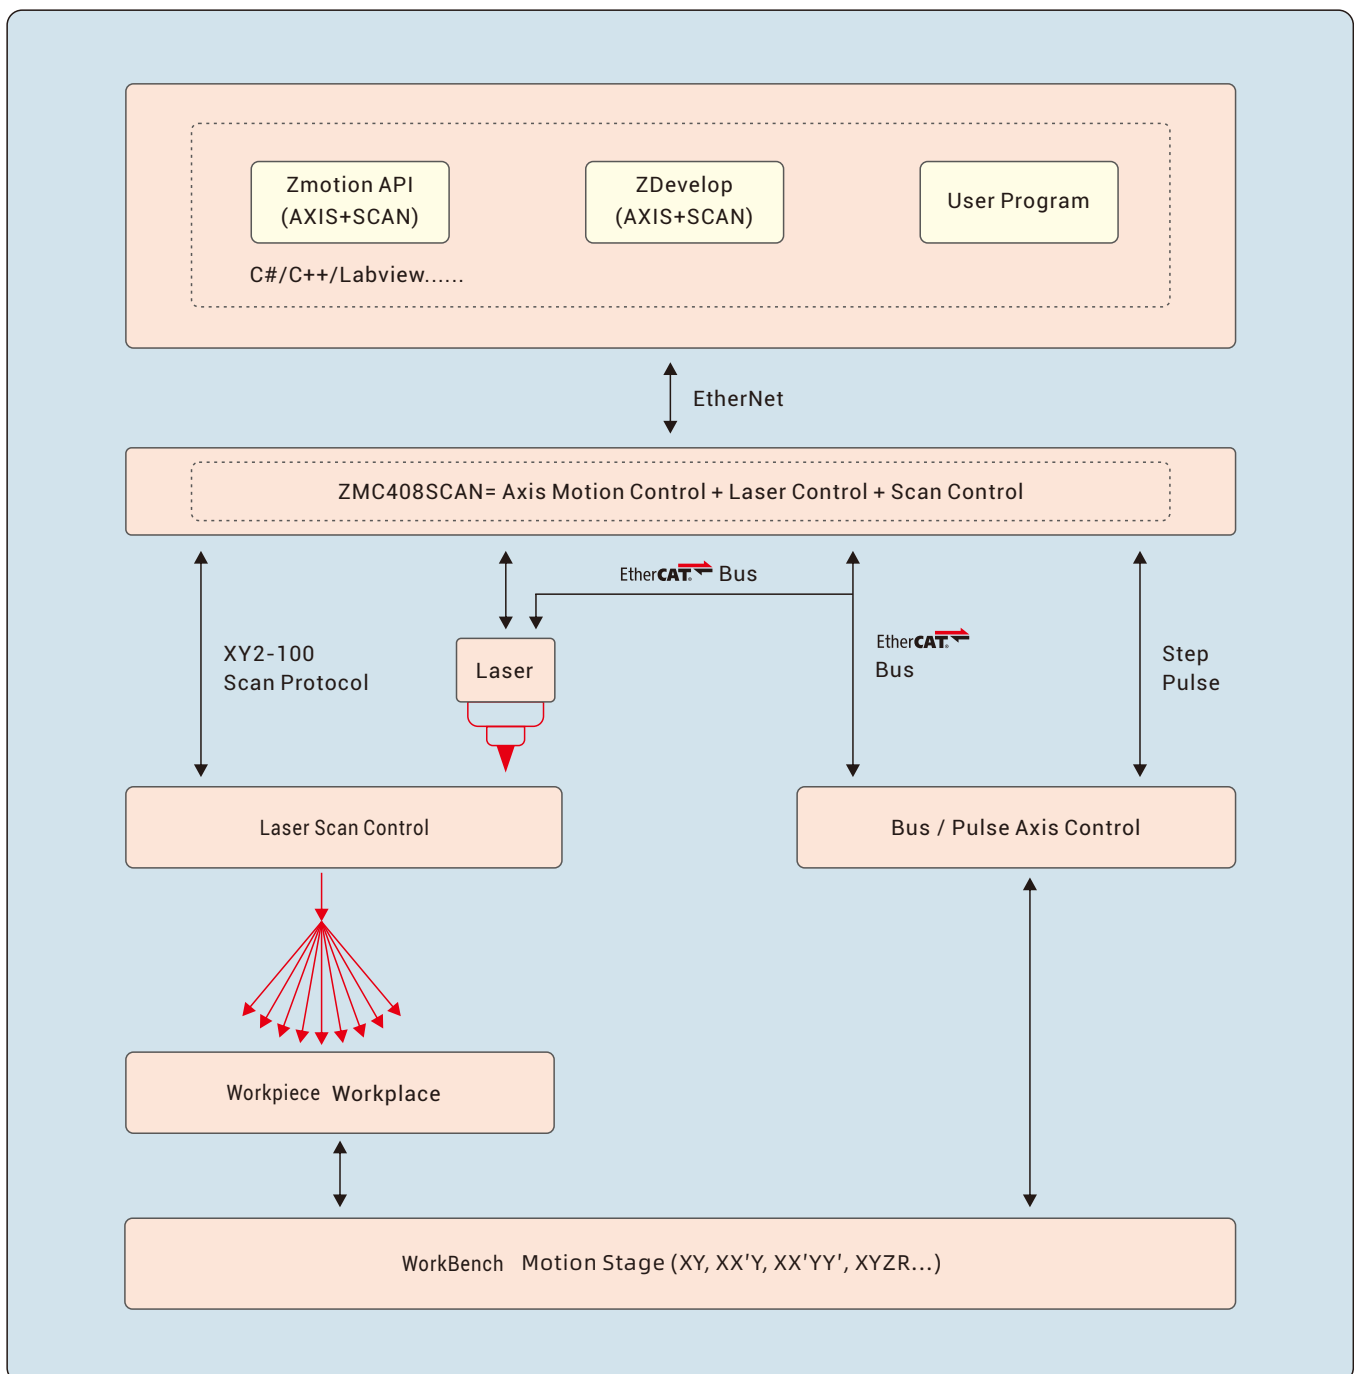 Zmotion API
(AXIS+SCAN)
ZDevelop
(AXIS+SCAN)
User Program
C#/C++/Labview......
EtherNet
ZMC408SCAN= Axis Motion Control + Laser Control + Scan Control
EtherCAT® Bus
XY2-100
Scan Protocol
Laser
EtherCAT®
Bus
Step
Pulse
Laser Scan Control
Bus / Pulse Axis Control
Workpiece Workplace
WorkBench Motion Stage (XY, XX'Y, XX'YY', XYZR...)